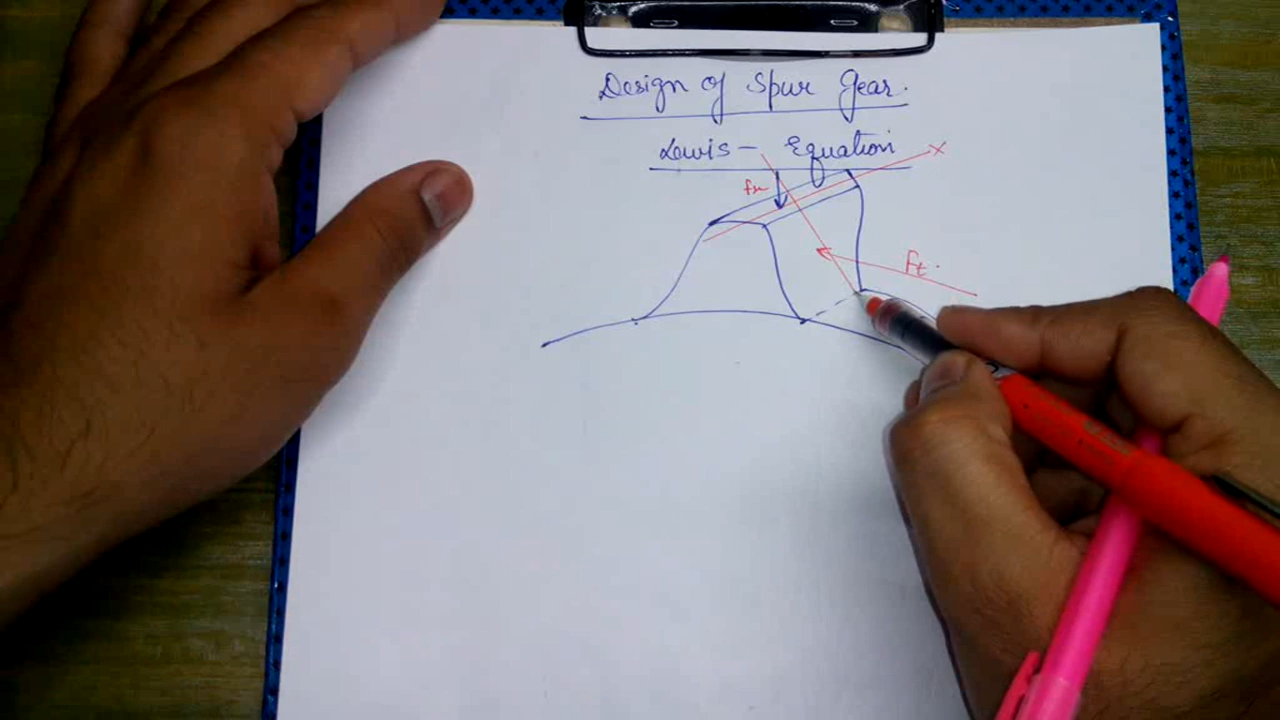 Design of Spur Gear.
Lewis - Equation
x
fr
Ft.